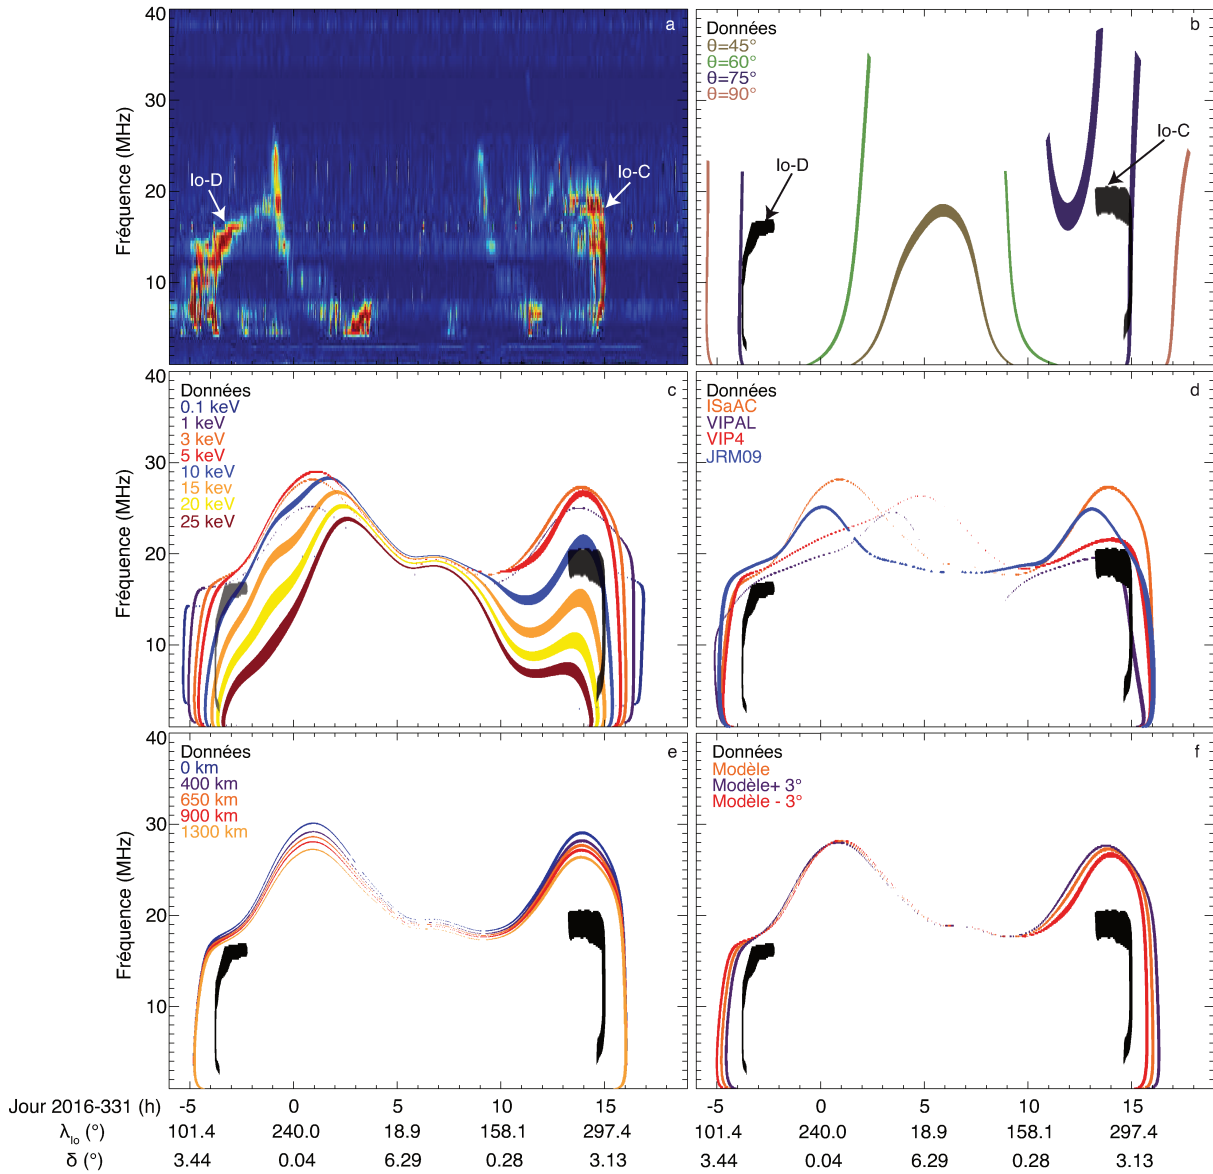 40
30
20
10
Fréquence (MHz)
a
Io-D
Io-C
b
Données
θ=45°
θ=60°
θ=75°
θ=90°
Io-D
Io-C
40
30
20
10
Fréquence (MHz)
c
Données
0.1 keV
1 keV
3 keV
5 keV
10 keV
15 keV
20 keV
25 keV
d
Données
ISaAC
VIPAL
VIP4
JRM09
40
30
20
10
Fréquence (MHz)
e
Données
0 km
400 km
650 km
900 km
1300 km
f
Données
Modèle
Modèle+ 3°
Modèle - 3°
Jour 2016-331 (h) -5 0 5 10 15 -5 0 5 10 15
λIo (°) 101.4 240.0 18.9 158.1 297.4 101.4 240.0 18.9 158.1 297.4
δ (°) 3.44 0.04 6.29 0.28 3.13 3.44 0.04 6.29 0.28 3.13